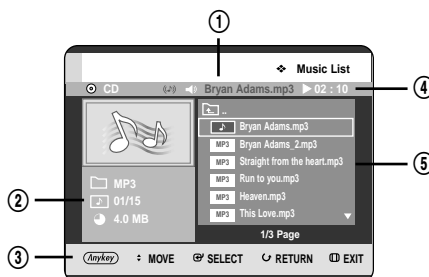 ①
❖ Music List
④
CD Bryan Adams.mp3 02 : 10
..
Bryan Adams.mp3
MP3 Bryan Adams_2.mp3
MP3 Straight from the heart.mp3
⑤
MP3 Run to you.mp3
MP3 Heaven.mp3
MP3 This Love.mp3
②
MP3
01/15
4.0 MB
1/3 Page
③
Anykey MOVE SELECT RETURN EXIT